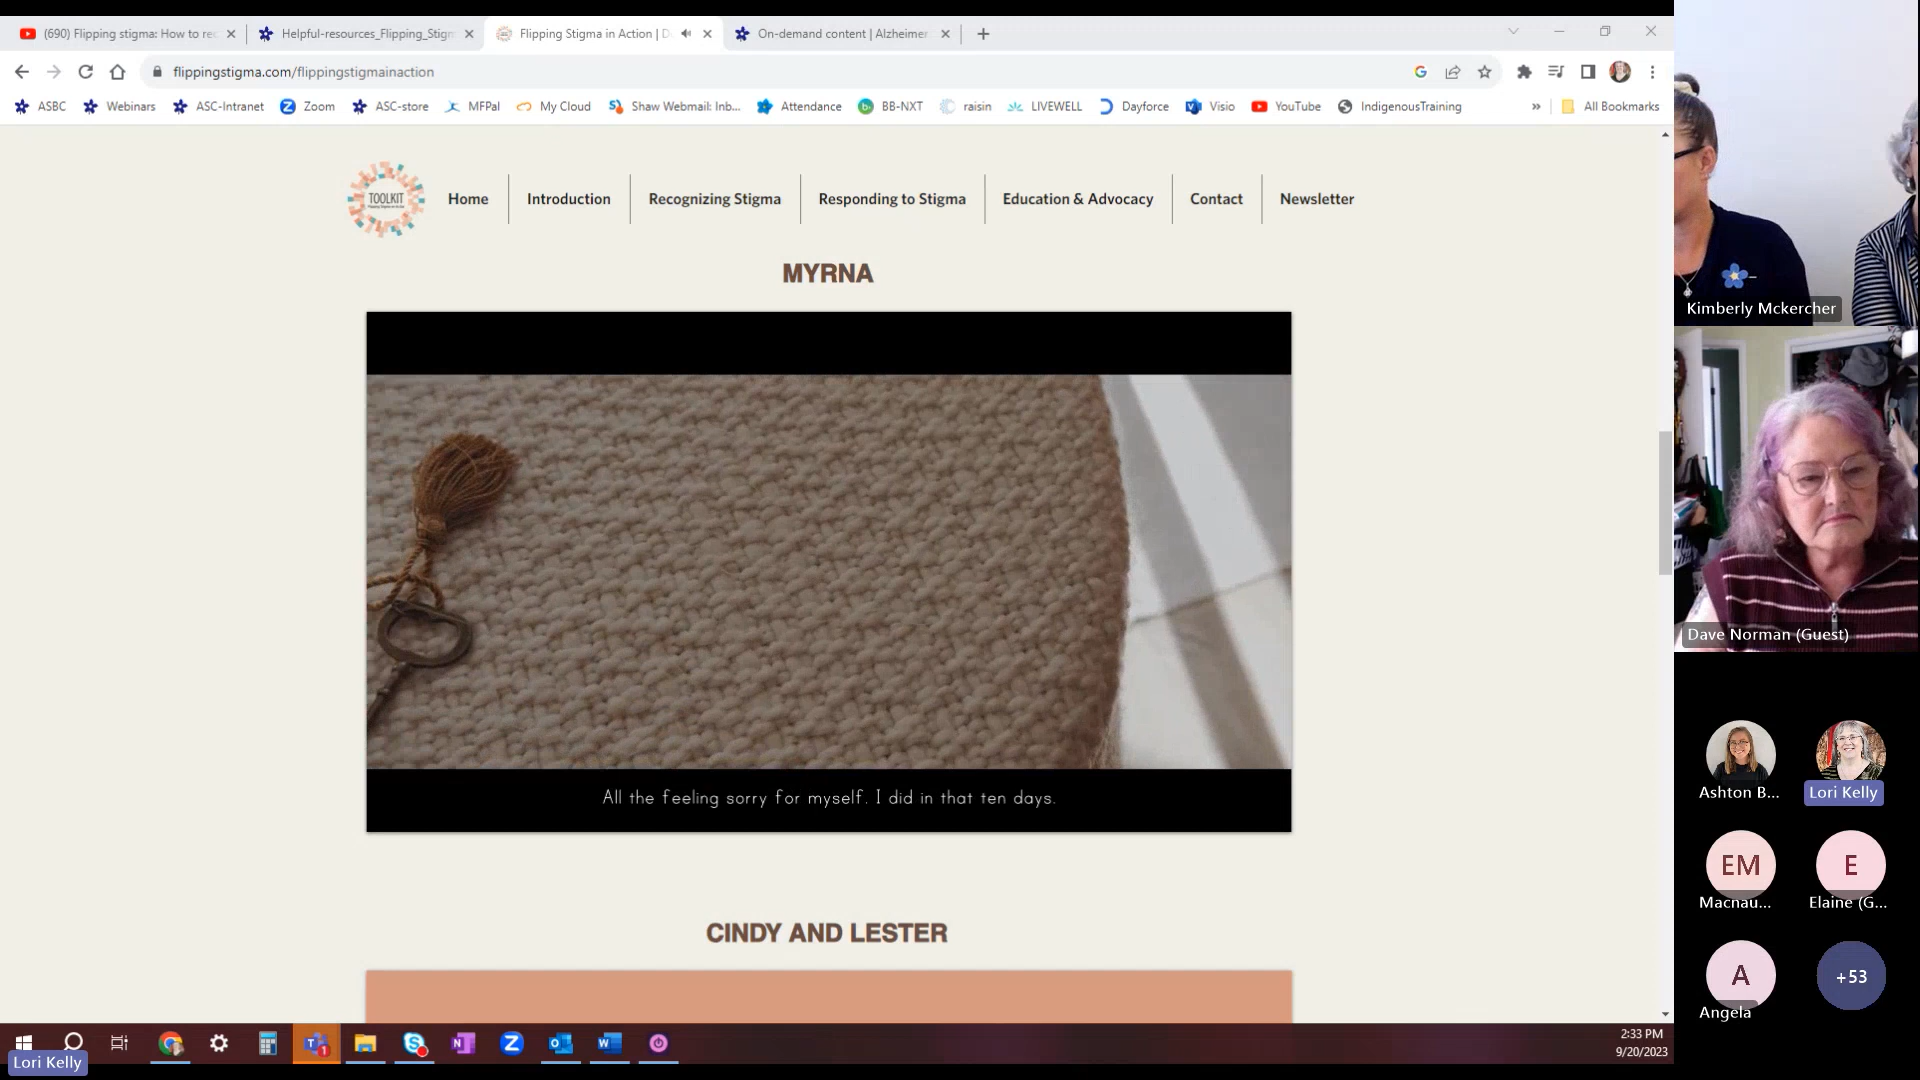 (690) Flipping stigma: How to re
Helpful-resources_Flipping_Stigm
Flipping Stigma in Action | D
On-demand content | Alzheimer
flippingstigma.com/flippingstigmainaction
ASBC
Webinars
ASC-Intranet
Zoom
ASC-store
MFPal
My Cloud
Shaw Webmail: Inb...
Attendance
BB-NXT
raisin
LIVEWELL
Dayforce
Visio
YouTube
IndigenousTraining
»
All Bookmarks
TOOLKIT
Home
Introduction
Recognizing Stigma
Responding to Stigma
Education & Advocacy
Contact
Newsletter
MYRNA
All the feeling sorry for myself. I did in that ten days.
CINDY AND LESTER
Kimberly Mckercher
Dave Norman (Guest)
Ashton B...
Lori Kelly
EM
Macnau...
E
Elaine (G...
A
Angela
+53
2:33 PM
9/20/2023
Lori Kelly